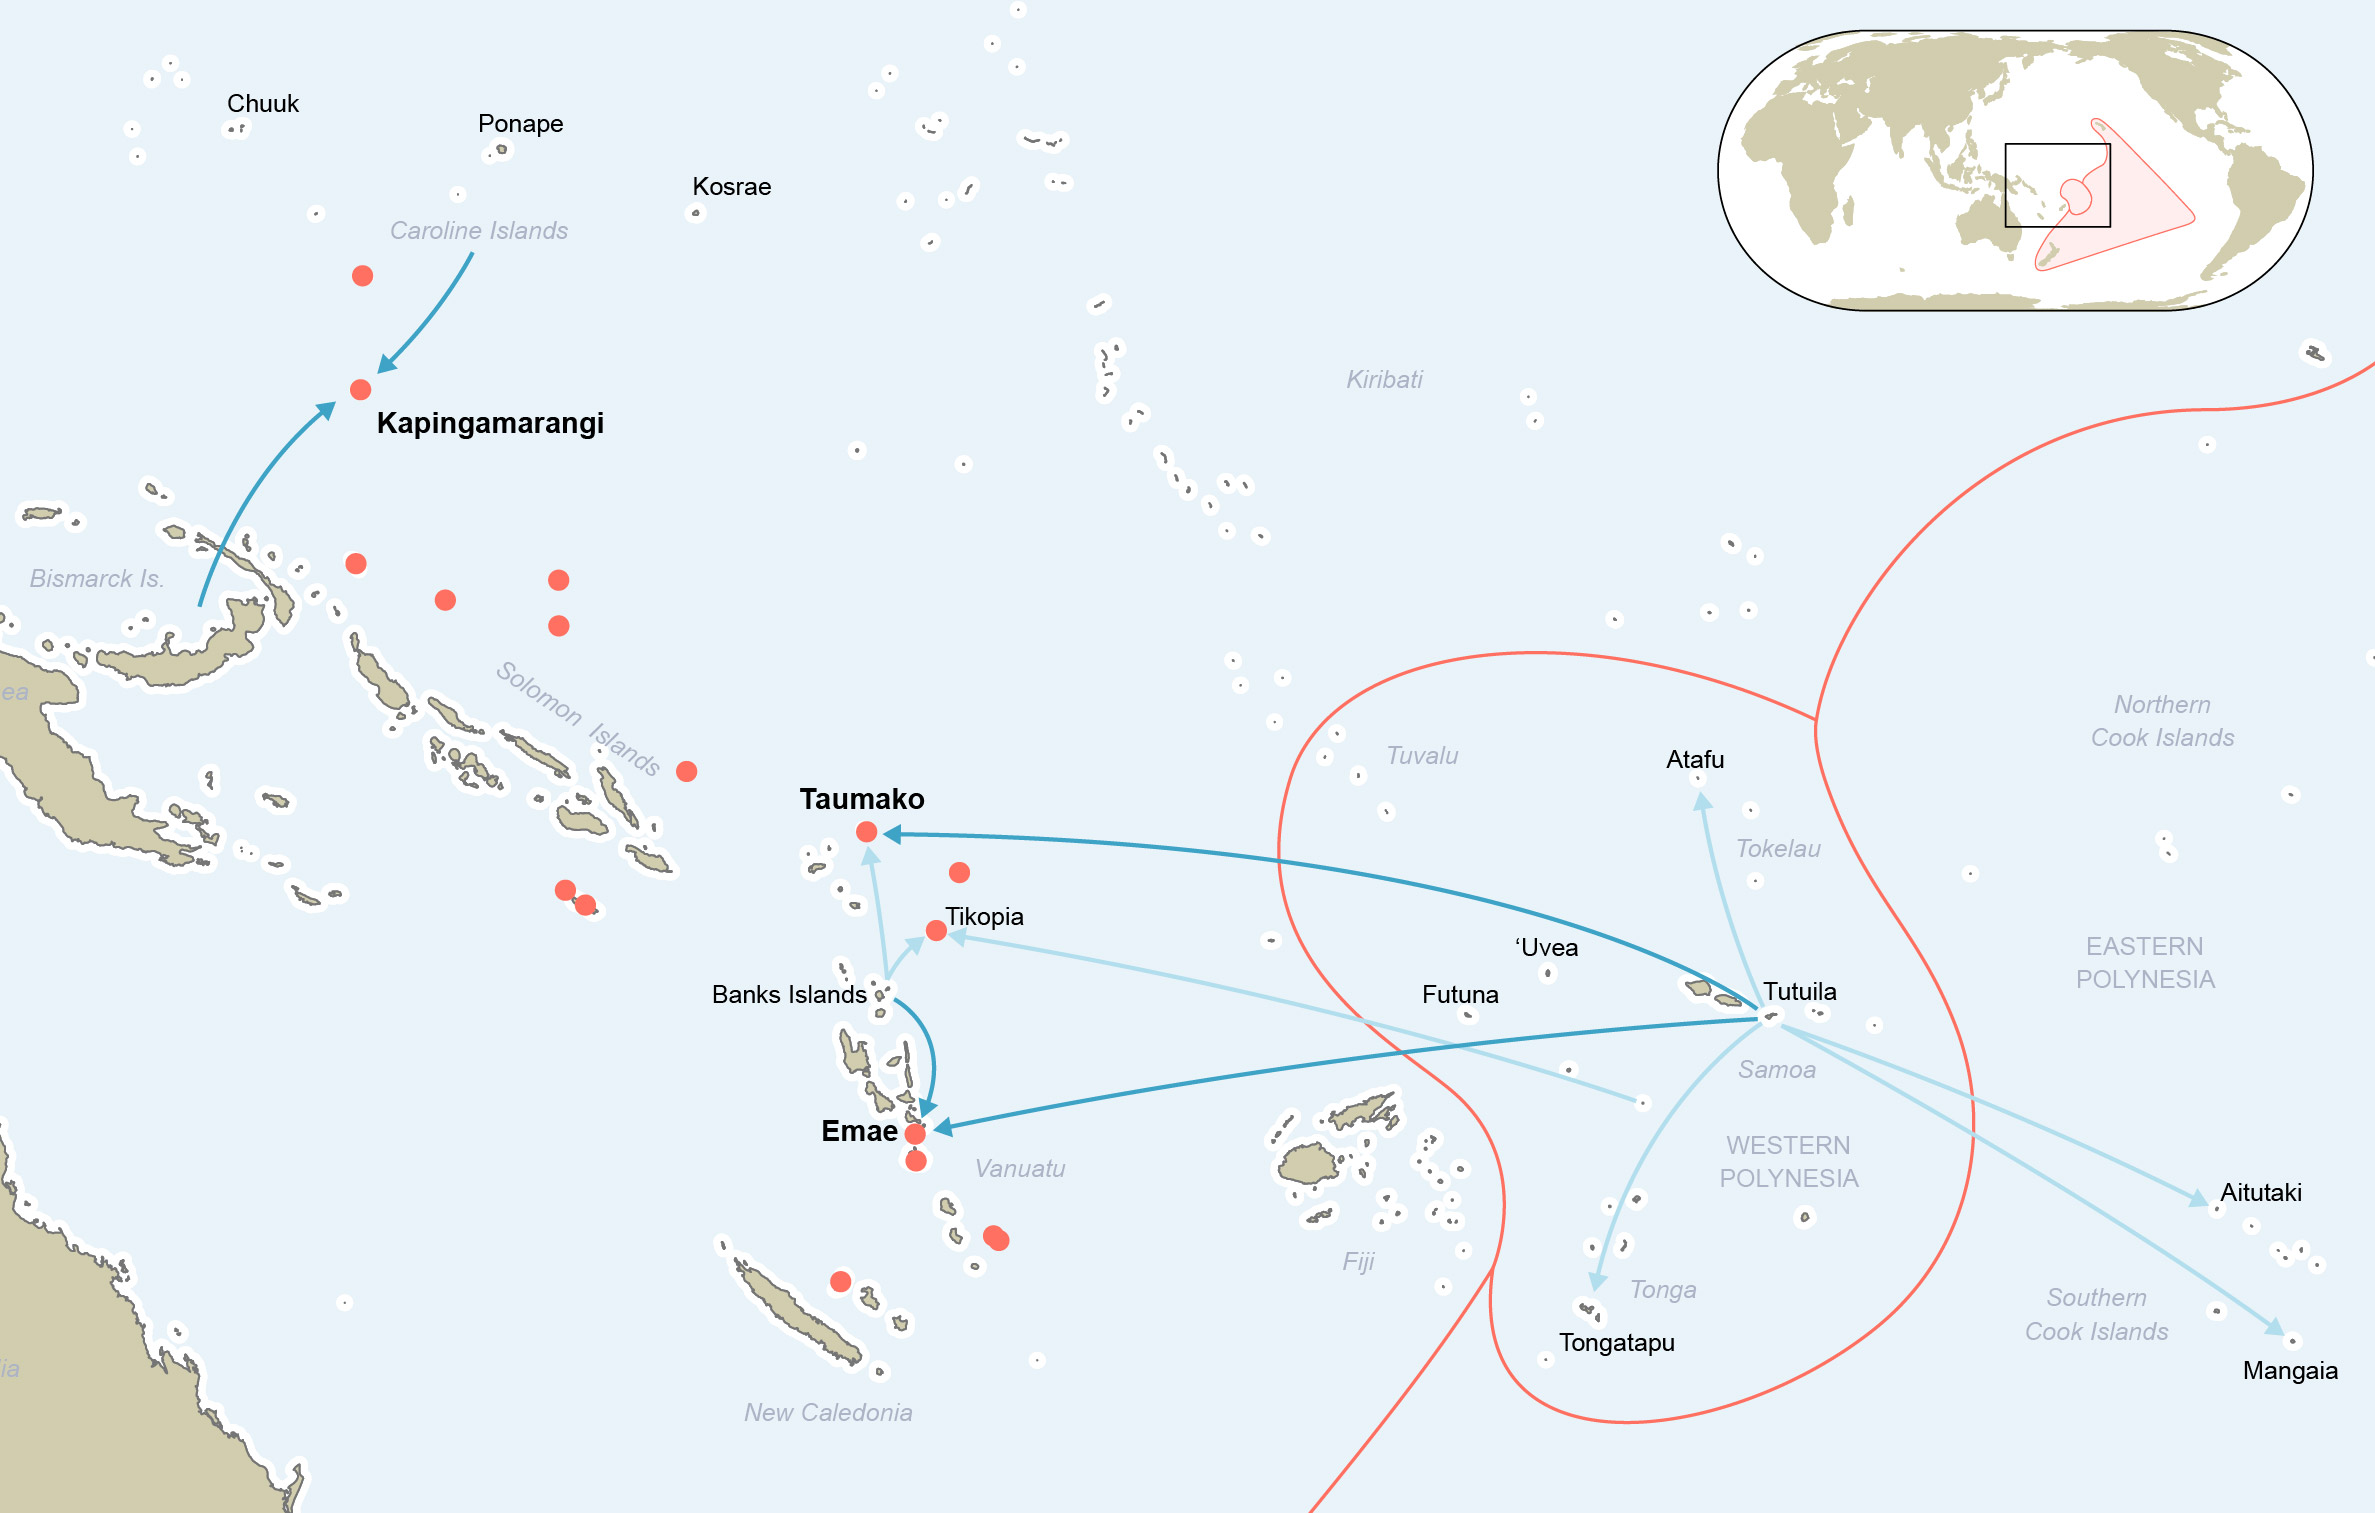 Chuuk
Ponape
Kosrae
Caroline Islands
Kapingamarangi
Kiribati
Bismarck Is.
ea
Solomon Islands
Northern
Cook Islands
Tuvalu
Atafu
Taumako
Tokelau
Tikopia
EASTERN
POLYNESIA
‘Uvea
Banks Islands
Futuna
Tutuila
Samoa
Emae
Vanuatu
WESTERN
POLYNESIA
Aitutaki
Fiji
Tonga
Southern
Cook Islands
Tongatapu
ia
Mangaia
New Caledonia